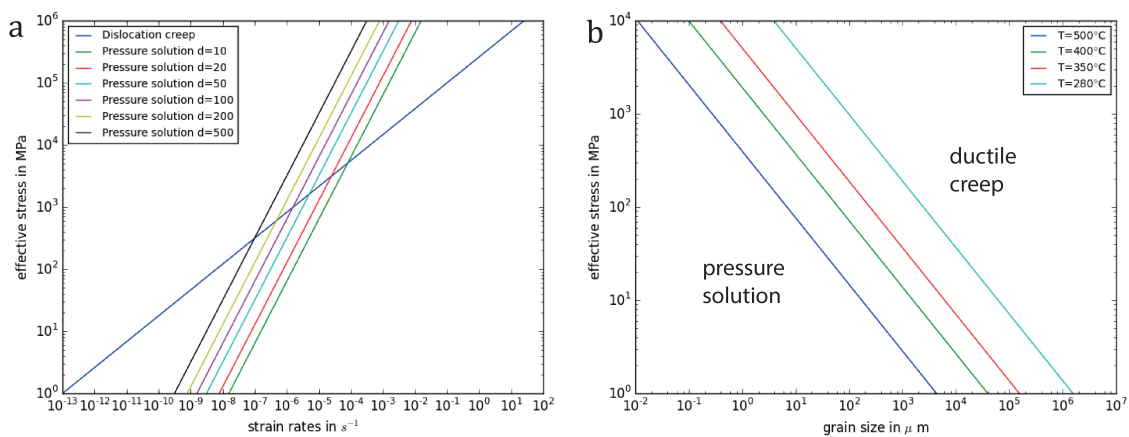 a
10^6
10^5
10^4
10^3
10^2
10^1
10^0
effective stress in MPa
Dislocation creep
Pressure solution d=10
Pressure solution d=20
Pressure solution d=50
Pressure solution d=100
Pressure solution d=200
Pressure solution d=500
10^-13 10^-12 10^-11 10^-10 10^-9 10^-8 10^-7 10^-6 10^-5 10^-4 10^-3 10^-2 10^-1 10^0 10^1 10^2
strain rates in s^-1
b
10^4
10^3
10^2
10^1
10^0
effective stress in MPa
T=500°C
T=400°C
T=350°C
T=280°C
ductile
creep
pressure
solution
10^-2 10^-1 10^0 10^1 10^2 10^3 10^4 10^5 10^6 10^7
grain size in μ m